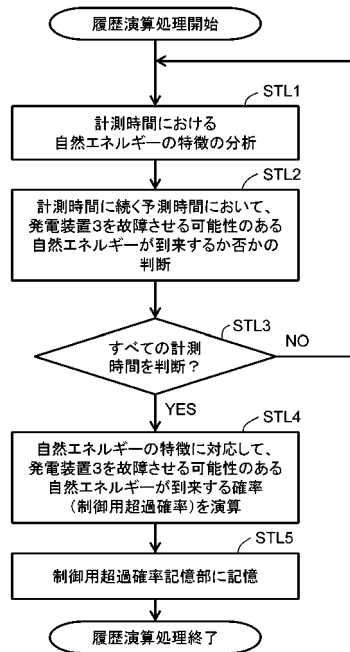 履歴演算処理開始
STL1
計測時間における
自然エネルギーの特徴の分析
STL2
計測時間に続く予測時間において、
発電装置3を故障させる可能性のある
自然エネルギーが到来するか否かの
判断
STL3
すべての計測
時間を判断？
NO
YES
STL4
自然エネルギーの特徴に対応して、
発電装置3を故障させる可能性のある
自然エネルギーが到来する確率
(制御用超過確率)を演算
STL5
制御用超過確率記憶部に記憶
履歴演算処理終了